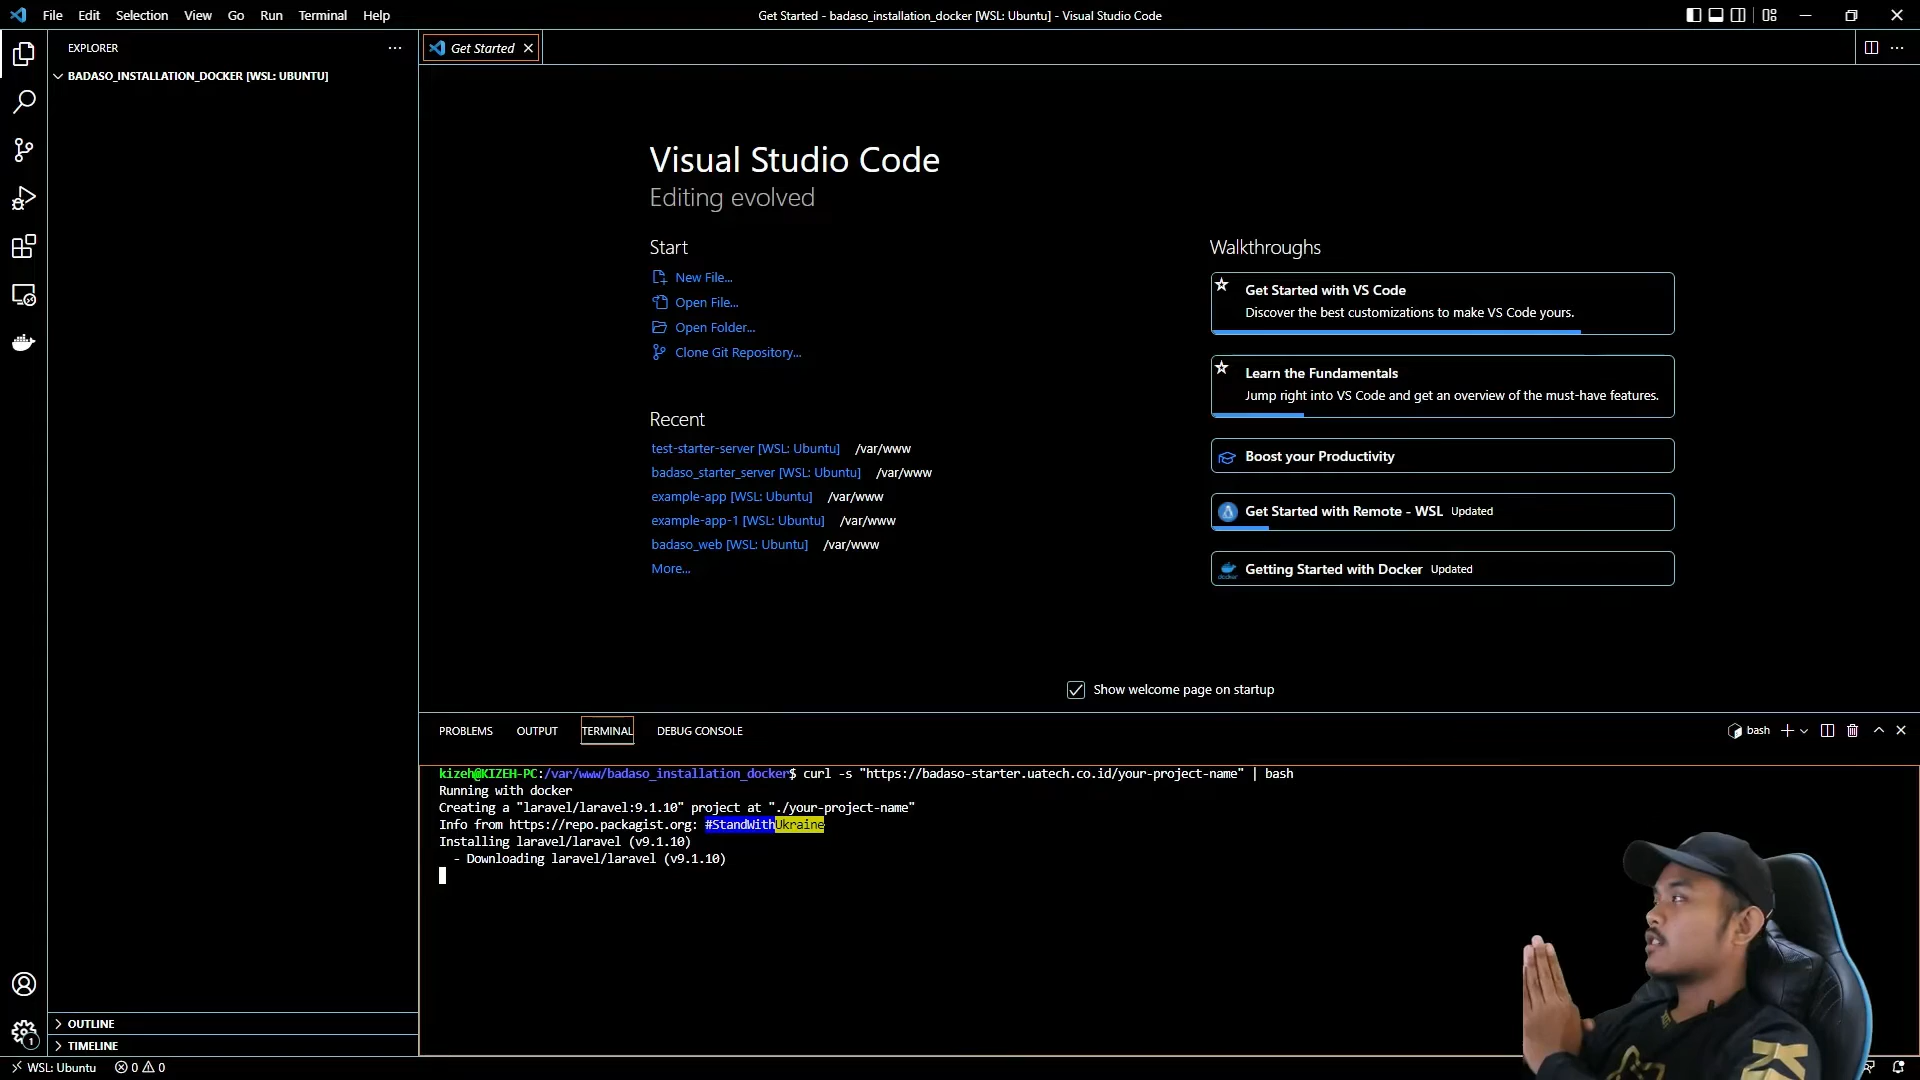 File Edit Selection View Go Run Terminal Help
Get Started - badaso_installation_docker [WSL: Ubuntu] - Visual Studio Code
EXPLORER
BADASO_INSTALLATION_DOCKER [WSL: UBUNTU]
Get Started
Visual Studio Code
Editing evolved
Start
New File...
Open File...
Open Folder...
Clone Git Repository...
Recent
test-starter-server [WSL: Ubuntu] /var/www
badaso_starter_server [WSL: Ubuntu] /var/www
example-app [WSL: Ubuntu] /var/www
example-app-1 [WSL: Ubuntu] /var/www
badaso_web [WSL: Ubuntu] /var/www
More...
Walkthroughs
Get Started with VS Code
Discover the best customizations to make VS Code yours.
Learn the Fundamentals
Jump right into VS Code and get an overview of the must-have features.
Boost your Productivity
Get Started with Remote - WSL Updated
Getting Started with Docker Updated
Show welcome page on startup
PROBLEMS OUTPUT TERMINAL DEBUG CONSOLE
bash
kizeh@KIZEH-PC:/var/www/badaso_installation_docker$ curl -s "https://badaso-starter.uatech.co.id/your-project-name" | bash
Running with docker
Creating a "laravel/laravel:9.1.10" project at "./your-project-name"
Info from https://repo.packagist.org: #StandWithUkraine
Installing laravel/laravel (v9.1.10)
- Downloading laravel/laravel (v9.1.10)
OUTLINE
TIMELINE
1
WSL: Ubuntu 0 0